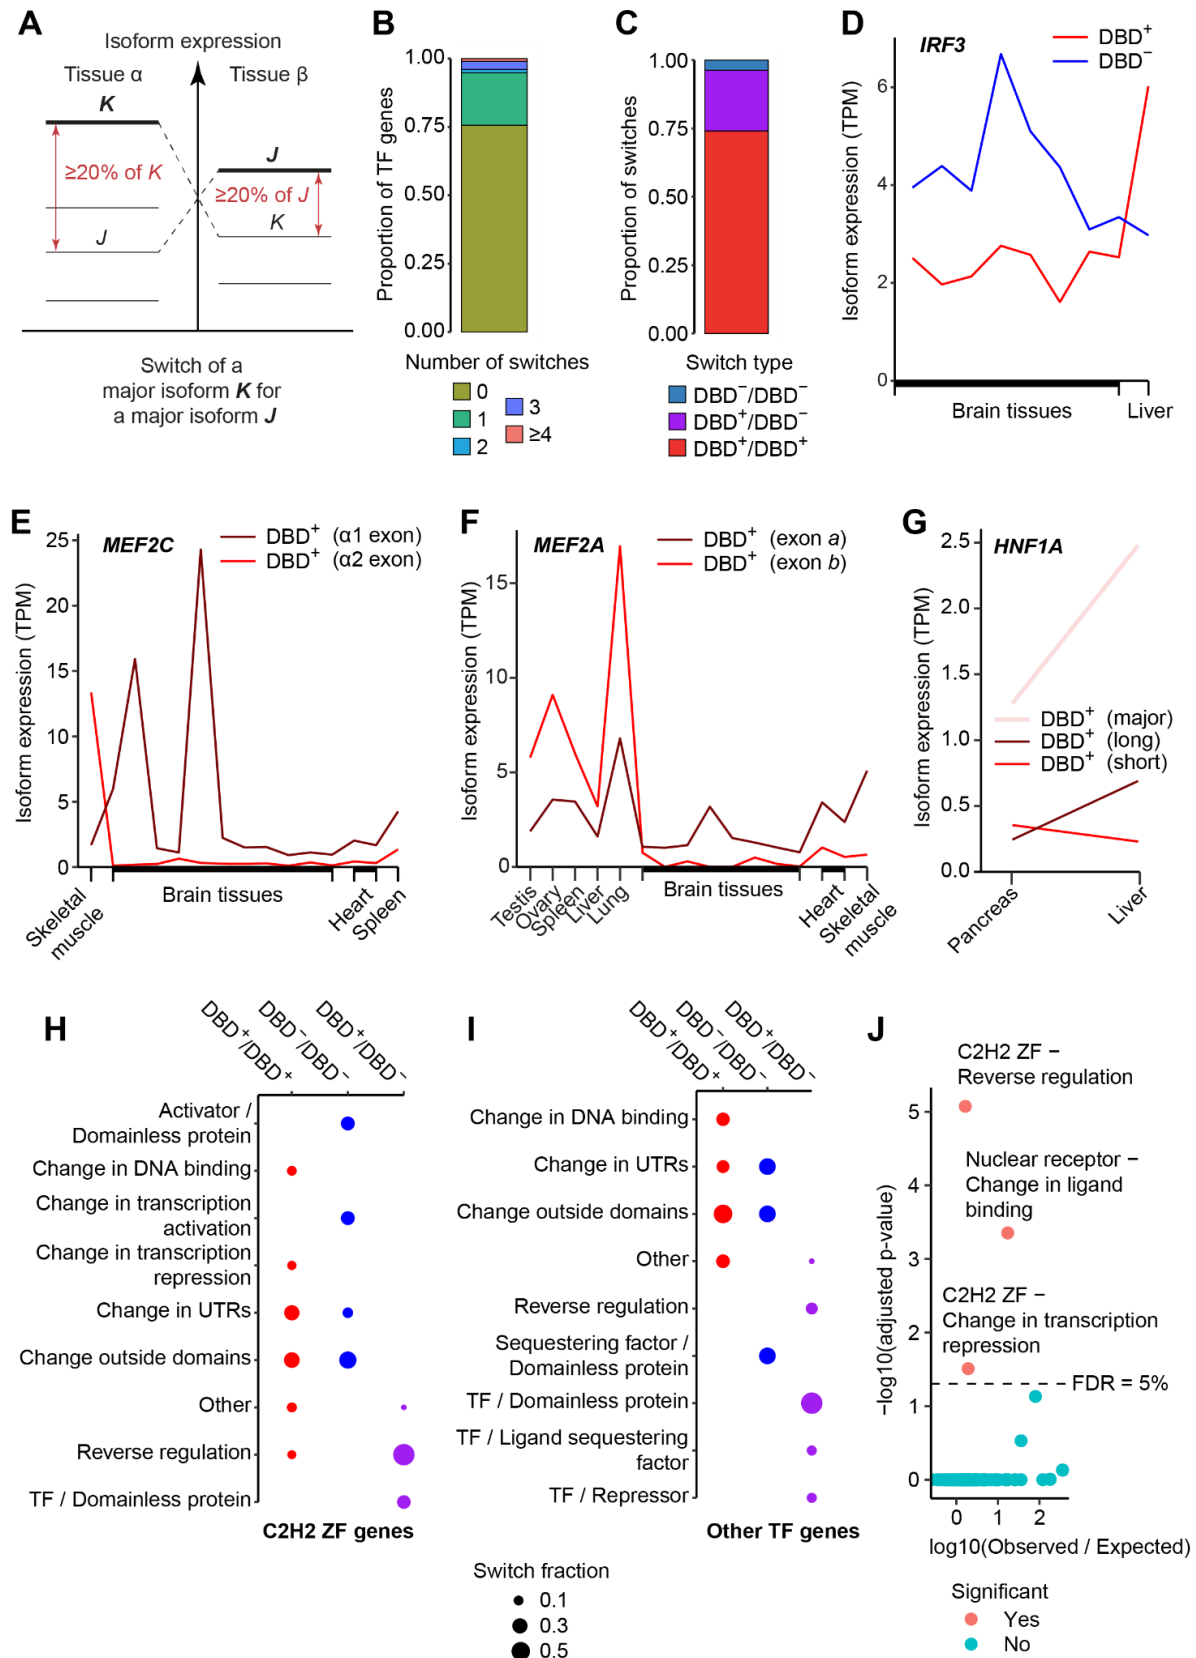 A
Isoform expression
Tissue α
Tissue β
K
J
≥20% of K
≥20% of J
J
K
Switch of a
major isoform K for
a major isoform J
B
Proportion of TF genes
1.00
0.75
0.50
0.25
0.00
Number of switches
0
1
2
3
≥4
C
Proportion of switches
1.00
0.75
0.50
0.25
0.00
Switch type
DBD⁻/DBD⁻
DBD⁺/DBD⁻
DBD⁺/DBD⁺
D
IRF3
DBD⁺
DBD⁻
Isoform expression (TPM)
6
4
2
0
Brain tissues
Liver
E
MEF2C
DBD⁺ (α1 exon)
DBD⁺ (α2 exon)
Isoform expression (TPM)
25
20
15
10
5
0
Skeletal
muscle
Brain tissues
Heart
Spleen
F
MEF2A
DBD⁺ (exon a)
DBD⁺ (exon b)
Isoform expression (TPM)
15
10
5
0
Testis
Ovary
Spleen
Liver
Lung
Brain tissues
Heart
Skeletal
muscle
G
HNF1A
Isoform expression (TPM)
2.5
2.0
1.5
1.0
0.5
0.0
DBD⁺ (major)
DBD⁺ (long)
DBD⁺ (short)
Pancreas
Liver
H
DBD⁺/DBD⁺
DBD⁻/DBD⁻
DBD⁺/DBD⁻
Activator /
Domainless protein
Change in DNA binding
Change in transcription
activation
Change in transcription
repression
Change in UTRs
Change outside domains
Other
Reverse regulation
TF / Domainless protein
C2H2 ZF genes
I
DBD⁺/DBD⁺
DBD⁻/DBD⁻
DBD⁺/DBD⁻
Change in DNA binding
Change in UTRs
Change outside domains
Other
Reverse regulation
Sequestering factor /
Domainless protein
TF / Domainless protein
TF / Ligand sequestering
factor
TF / Repressor
Other TF genes
Switch fraction
0.1
0.3
0.5
J
C2H2 ZF −
Reverse regulation
Nuclear receptor −
Change in ligand
binding
C2H2 ZF −
Change in transcription
repression
FDR = 5%
−log10(adjusted p-value)
5
4
3
2
1
0
0
1
2
log10(Observed / Expected)
Significant
Yes
No